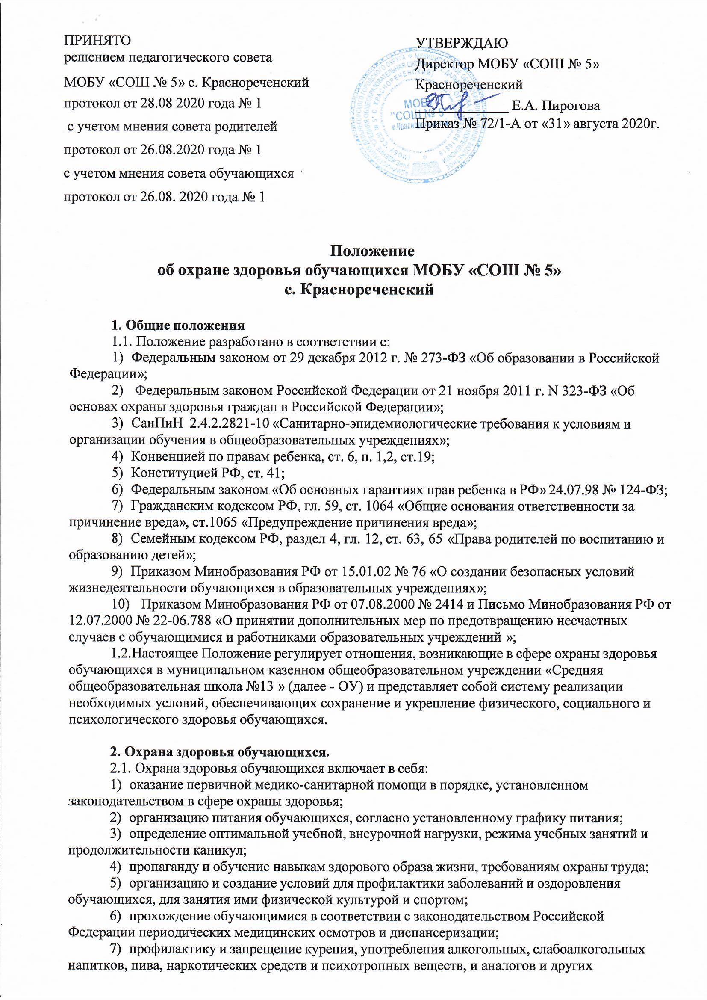 ПРИНЯТО
решением педагогического совета
МОБУ «СОШ № 5» с. Краснореченский
протокол от 28.08 2020 года № 1
с учетом мнения совета родителей
протокол от 26.08.2020 года № 1
с учетом мнения совета обучающихся
протокол от 26.08. 2020 года № 1
УТВЕРЖДАЮ
Директор МОБУ «СОШ № 5»
Краснореченский
Е.А. Пирогова
Приказ № 72/1-А от «31» августа 2020г.
МОБУ
"СОШ № 5"
с.Краснореченский
Положение
об охране здоровья обучающихся МОБУ «СОШ № 5»
с. Краснореченский
1. Общие положения
1.1. Положение разработано в соответствии с:
1) Федеральным законом от 29 декабря 2012 г. № 273-ФЗ «Об образовании в Российской
Федерации»;
2) Федеральным законом Российской Федерации от 21 ноября 2011 г. N 323-ФЗ «Об
основах охраны здоровья граждан в Российской Федерации»;
3) СанПиН 2.4.2.2821-10 «Санитарно-эпидемиологические требования к условиям и
организации обучения в общеобразовательных учреждениях»;
4) Конвенцией по правам ребенка, ст. 6, п. 1,2, ст.19;
5) Конституцией РФ, ст. 41;
6) Федеральным законом «Об основных гарантиях прав ребенка в РФ» 24.07.98 № 124-ФЗ;
7) Гражданским кодексом РФ, гл. 59, ст. 1064 «Общие основания ответственности за
причинение вреда», ст.1065 «Предупреждение причинения вреда»;
8) Семейным кодексом РФ, раздел 4, гл. 12, ст. 63, 65 «Права родителей по воспитанию и
образованию детей»;
9) Приказом Минобразования РФ от 15.01.02 № 76 «О создании безопасных условий
жизнедеятельности обучающихся в образовательных учреждениях»;
10) Приказом Минобразования РФ от 07.08.2000 № 2414 и Письмо Минобразования РФ от
12.07.2000 № 22-06.788 «О принятии дополнительных мер по предотвращению несчастных
случаев с обучающимися и работниками образовательных учреждений »;
1.2.Настоящее Положение регулирует отношения, возникающие в сфере охраны здоровья
обучающихся в муниципальном казенном общеобразовательном учреждении «Средняя
общеобразовательная школа №13 » (далее - ОУ) и представляет собой систему реализации
необходимых условий, обеспечивающих сохранение и укрепление физического, социального и
психологического здоровья обучающихся.
2. Охрана здоровья обучающихся.
2.1. Охрана здоровья обучающихся включает в себя:
1) оказание первичной медико-санитарной помощи в порядке, установленном
законодательством в сфере охраны здоровья;
2) организацию питания обучающихся, согласно установленному графику питания;
3) определение оптимальной учебной, внеурочной нагрузки, режима учебных занятий и
продолжительности каникул;
4) пропаганду и обучение навыкам здорового образа жизни, требованиям охраны труда;
5) организацию и создание условий для профилактики заболеваний и оздоровления
обучающихся, для занятия ими физической культурой и спортом;
6) прохождение обучающимися в соответствии с законодательством Российской
Федерации периодических медицинских осмотров и диспансеризации;
7) профилактику и запрещение курения, употребления алкогольных, слабоалкогольных
напитков, пива, наркотических средств и психотропных веществ, и аналогов и других